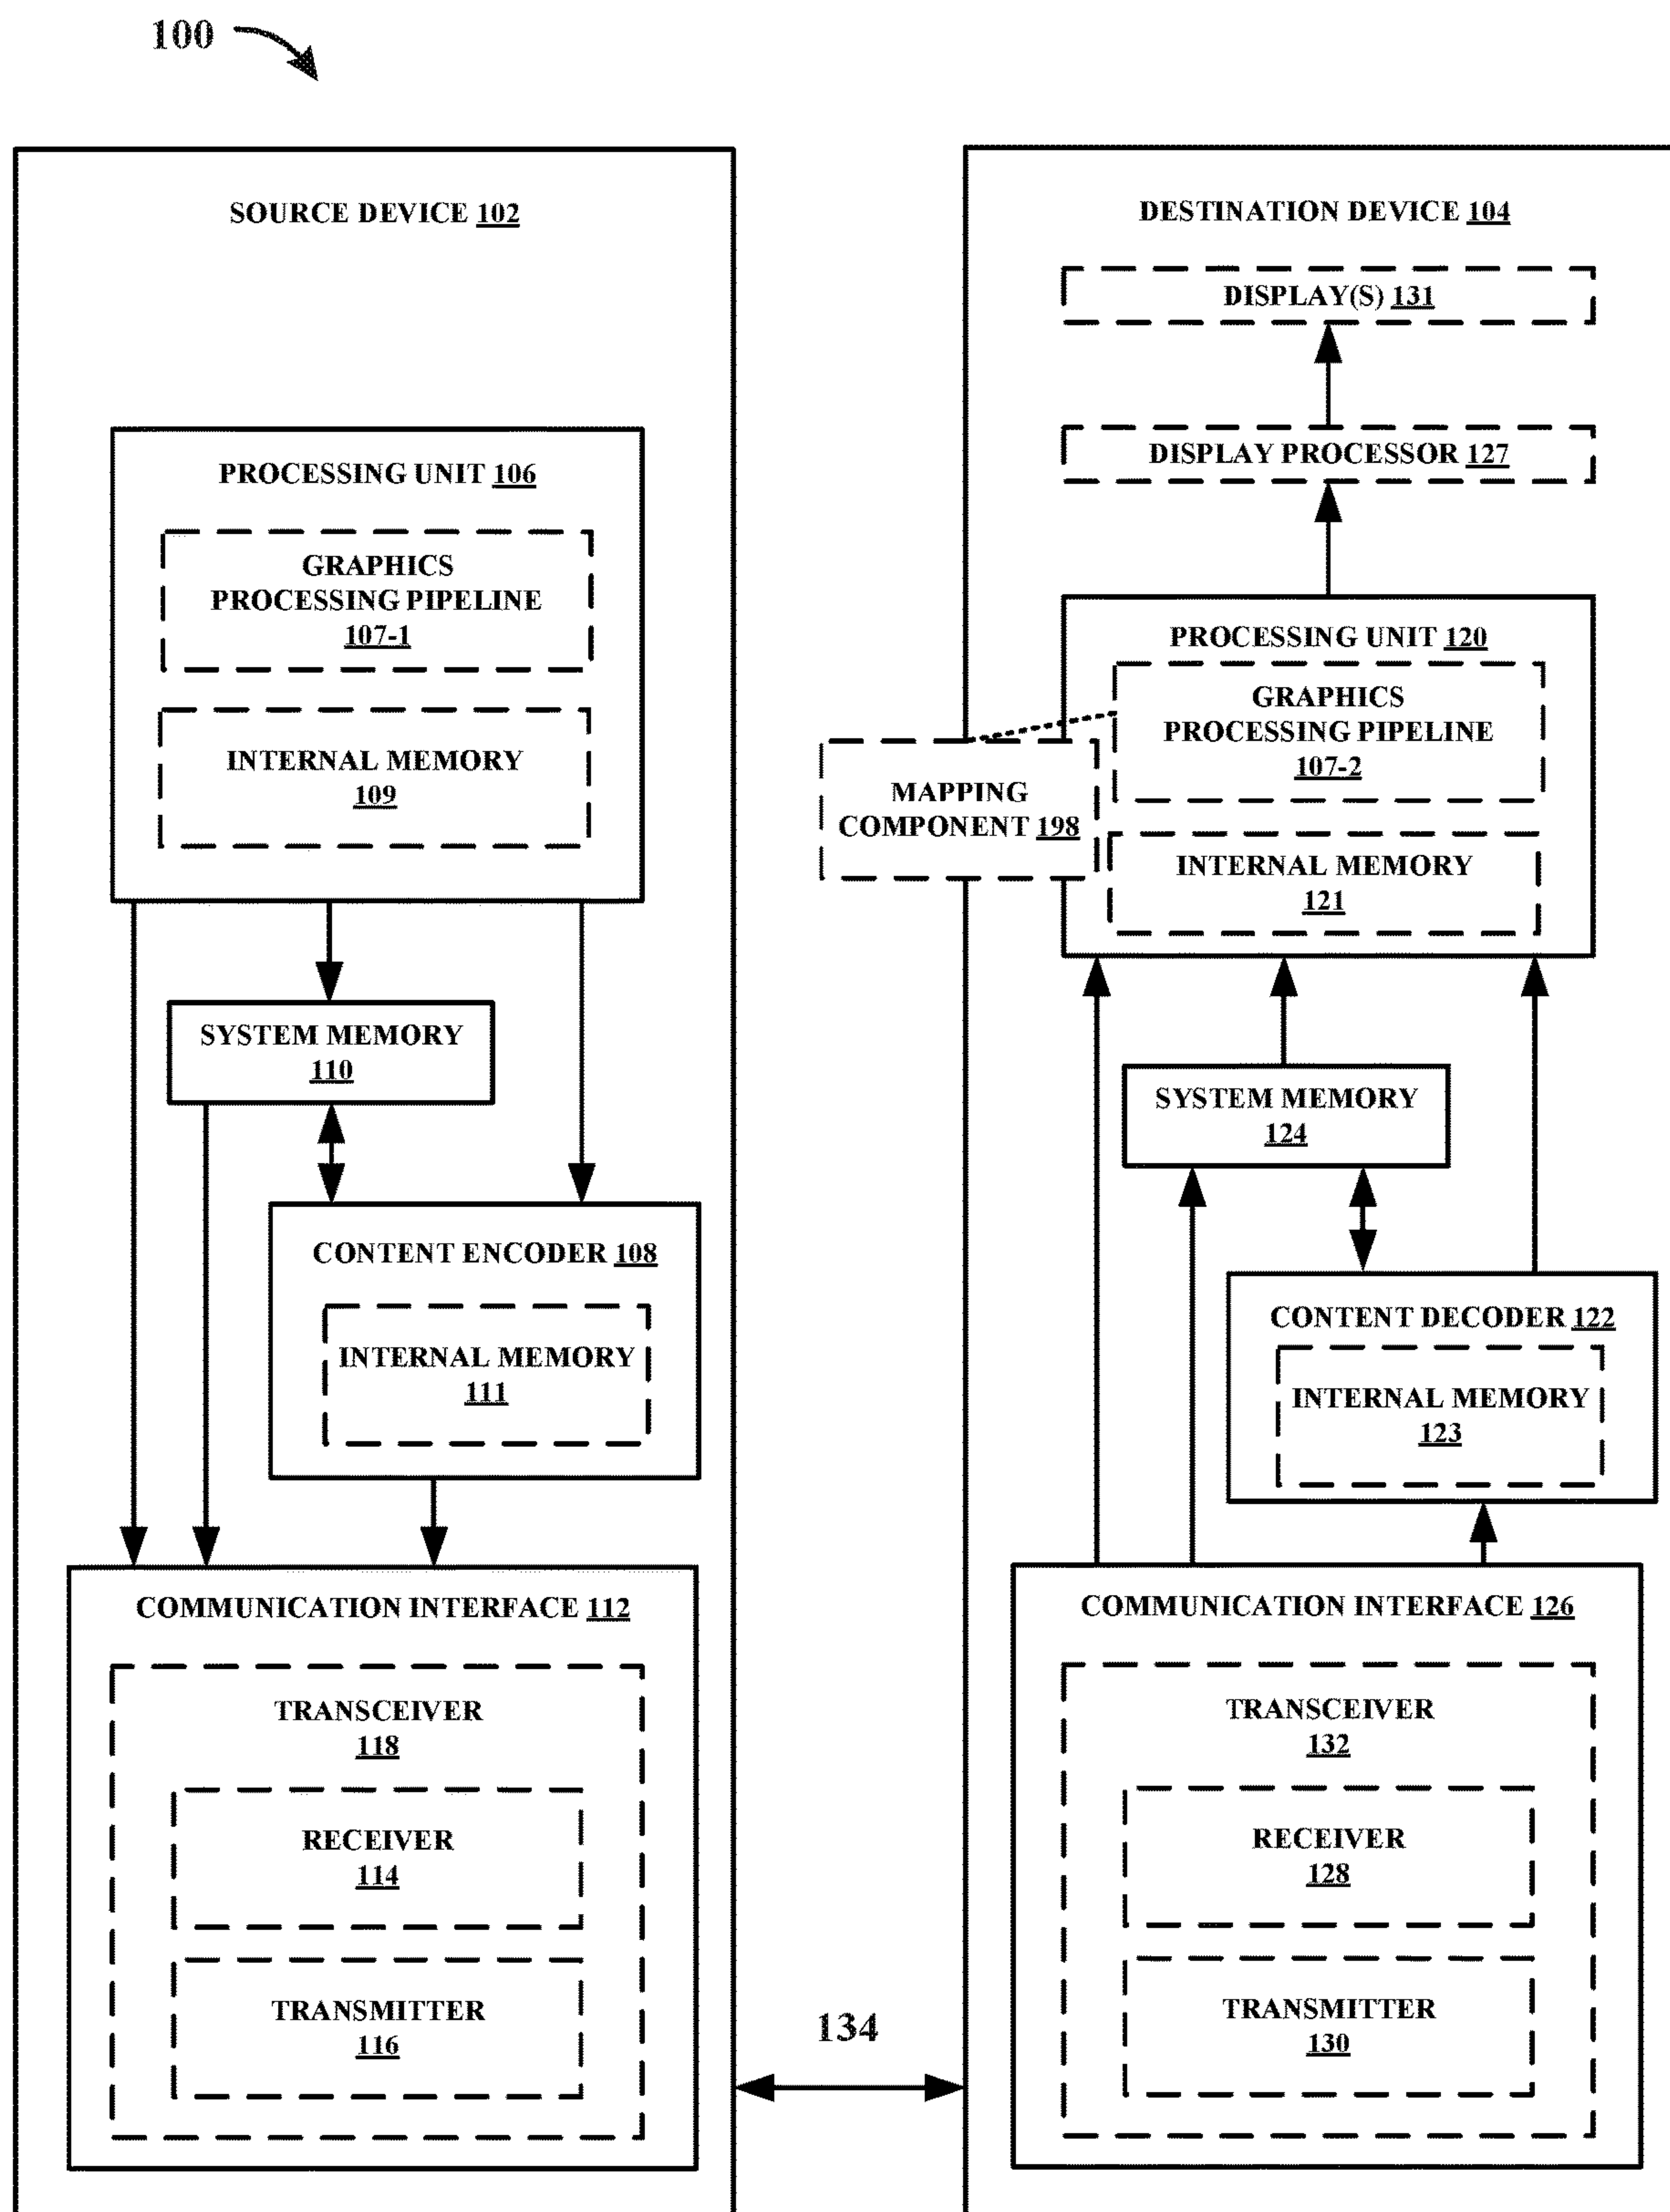 100
SOURCE DEVICE 102
PROCESSING UNIT 106
GRAPHICS
PROCESSING PIPELINE
107-1
INTERNAL MEMORY
109
SYSTEM MEMORY
110
CONTENT ENCODER 108
INTERNAL MEMORY
111
COMMUNICATION INTERFACE 112
TRANSCEIVER
118
RECEIVER
114
TRANSMITTER
116
134
DESTINATION DEVICE 104
DISPLAY(S) 131
DISPLAY PROCESSOR 127
PROCESSING UNIT 120
GRAPHICS
PROCESSING PIPELINE
107-2
MAPPING
COMPONENT 198
INTERNAL MEMORY
121
SYSTEM MEMORY
124
CONTENT DECODER 122
INTERNAL MEMORY
123
COMMUNICATION INTERFACE 126
TRANSCEIVER
132
RECEIVER
128
TRANSMITTER
130